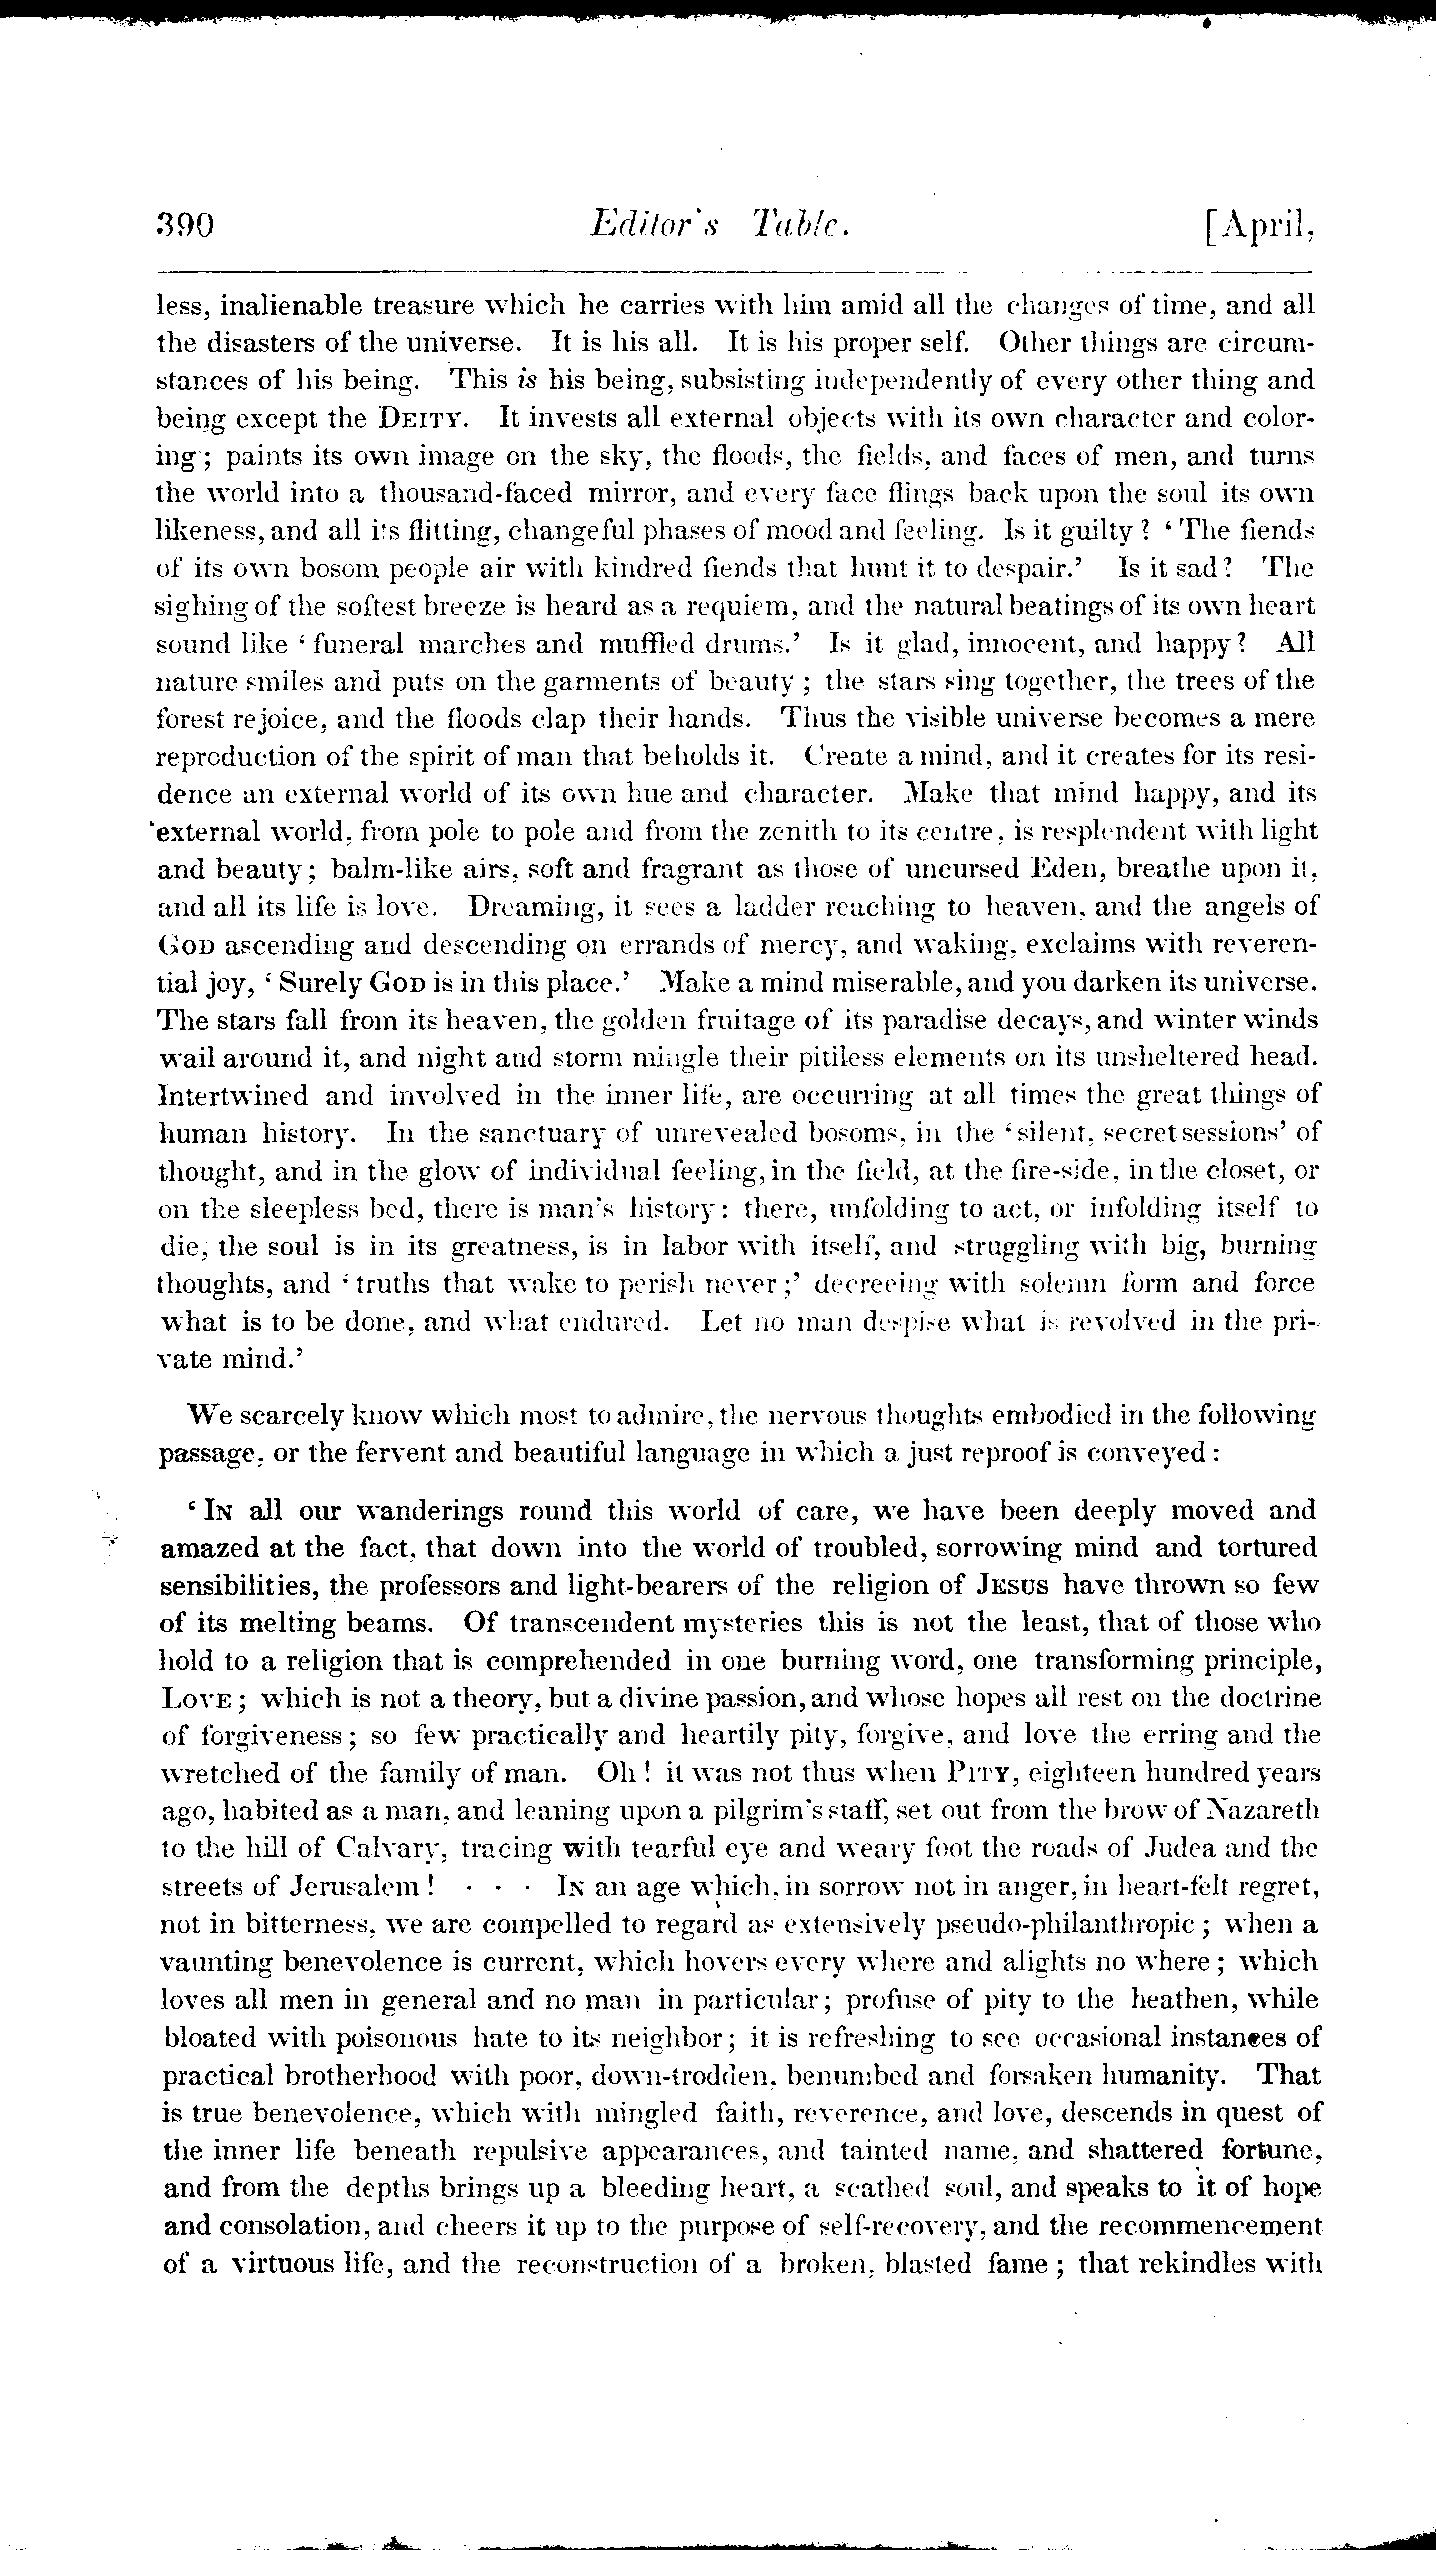 390 Editor's Table. [April,
less, inalienable treasure which he carries with him amid all the changes of time, and all
the disasters of the universe. It is his all. It is his proper self. Other things are circum-
stances of his being. This is his being, subsisting independently of every other thing and
being except the DEITY. It invests all external objects with its own character and color-
ing; paints its own image on the sky, the floods, the fields, and faces of men, and turns
the world into a thousand-faced mirror, and every face flings back upon the soul its own
likeness, and all its flitting, changeful phases of mood and feeling. Is it guilty? 'The fiends
of its own bosom people air with kindred fiends that hunt it to despair.' Is it sad? The
sighing of the softest breeze is heard as a requiem, and the natural beatings of its own heart
sound like 'funeral marches and muffled drums.' Is it glad, innocent, and happy? All
nature smiles and puts on the garments of beauty; the stars sing together, the trees of the
forest rejoice, and the floods clap their hands. Thus the visible universe becomes a mere
reproduction of the spirit of man that beholds it. Create a mind, and it creates for its resi-
dence an external world of its own hue and character. Make that mind happy, and its
external world, from pole to pole and from the zenith to its centre, is resplendent with light
and beauty; balm-like airs, soft and fragrant as those of uncursed Eden, breathe upon it,
and all its life is love. Dreaming, it sees a ladder reaching to heaven, and the angels of
GOD ascending and descending on errands of mercy, and waking, exclaims with reveren-
tial joy, 'Surely GOD is in this place.' Make a mind miserable, and you darken its universe.
The stars fall from its heaven, the golden fruitage of its paradise decays, and winter winds
wail around it, and night and storm mingle their pitiless elements on its unsheltered head.
Intertwined and involved in the inner life, are occurring at all times the great things of
human history. In the sanctuary of unrevealed bosoms, in the 'silent, secret sessions' of
thought, and in the glow of individual feeling, in the field, at the fire-side, in the closet, or
on the sleepless bed, there is man's history: there, unfolding to act, or infolding itself to
die, the soul is in its greatness, is in labor with itself, and struggling with big, burning
thoughts, and 'truths that wake to perish never;' decreeing with solemn form and force
what is to be done, and what endured. Let no man despise what is revolved in the pri-
vate mind.'
We scarcely know which most to admire, the nervous thoughts embodied in the following
passage, or the fervent and beautiful language in which a just reproof is conveyed:
'IN all our wanderings round this world of care, we have been deeply moved and
amazed at the fact, that down into the world of troubled, sorrowing mind and tortured
sensibilities, the professors and light-bearers of the religion of JESUS have thrown so few
of its melting beams. Of transcendent mysteries this is not the least, that of those who
hold to a religion that is comprehended in one burning word, one transforming principle,
LOVE; which is not a theory, but a divine passion, and whose hopes all rest on the doctrine
of forgiveness; so few practically and heartily pity, forgive, and love the erring and the
wretched of the family of man. Oh! it was not thus when PITY, eighteen hundred years
ago, habited as a man, and leaning upon a pilgrim's staff, set out from the brow of Nazareth
to the hill of Calvary, tracing with tearful eye and weary foot the roads of Judea and the
streets of Jerusalem! · · · IN an age which, in sorrow not in anger, in heart-felt regret,
not in bitterness, we are compelled to regard as extensively pseudo-philanthropic; when a
vaunting benevolence is current, which hovers every where and alights no where; which
loves all men in general and no man in particular; profuse of pity to the heathen, while
bloated with poisonous hate to its neighbor; it is refreshing to see occasional instances of
practical brotherhood with poor, down-trodden, benumbed and forsaken humanity. That
is true benevolence, which with mingled faith, reverence, and love, descends in quest of
the inner life beneath repulsive appearances, and tainted name, and shattered fortune,
and from the depths brings up a bleeding heart, a scathed soul, and speaks to it of hope
and consolation, and cheers it up to the purpose of self-recovery, and the recommencement
of a virtuous life, and the reconstruction of a broken, blasted fame; that rekindles with